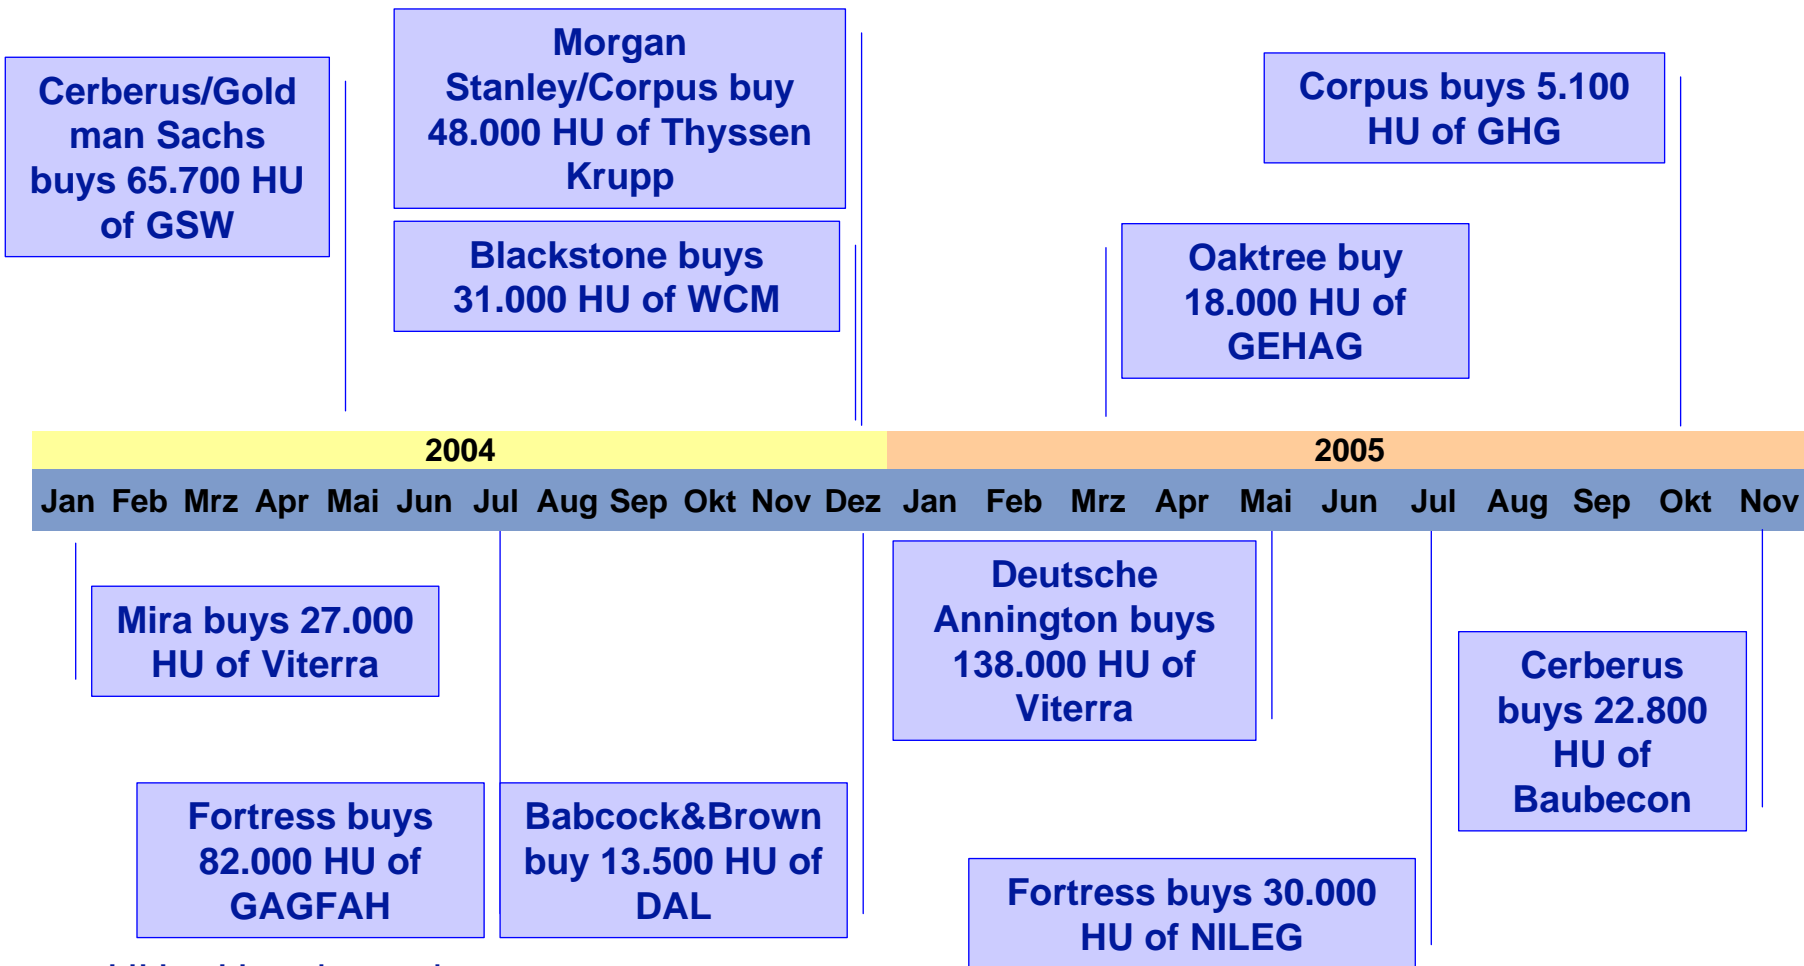 Cerberus/Gold
man Sachs
buys 65.700 HU
of GSW
Morgan
Stanley/Corpus buy
48.000 HU of Thyssen
Krupp
Blackstone buys
31.000 HU of WCM
Corpus buys 5.100
HU of GHG
Oaktree buy
18.000 HU of
GEHAG
2004 2005
Jan Feb Mrz Apr Mai Jun Jul Aug Sep Okt Nov Dez Jan Feb Mrz Apr Mai Jun Jul Aug Sep Okt Nov
Mira buys 27.000
HU of Viterra
Fortress buys
82.000 HU of
GAGFAH
Babcock&Brown
buy 13.500 HU of
DAL
Deutsche
Annington buys
138.000 HU of
Viterra
Fortress buys 30.000
HU of NILEG
Cerberus
buys 22.800
HU of
Baubecon